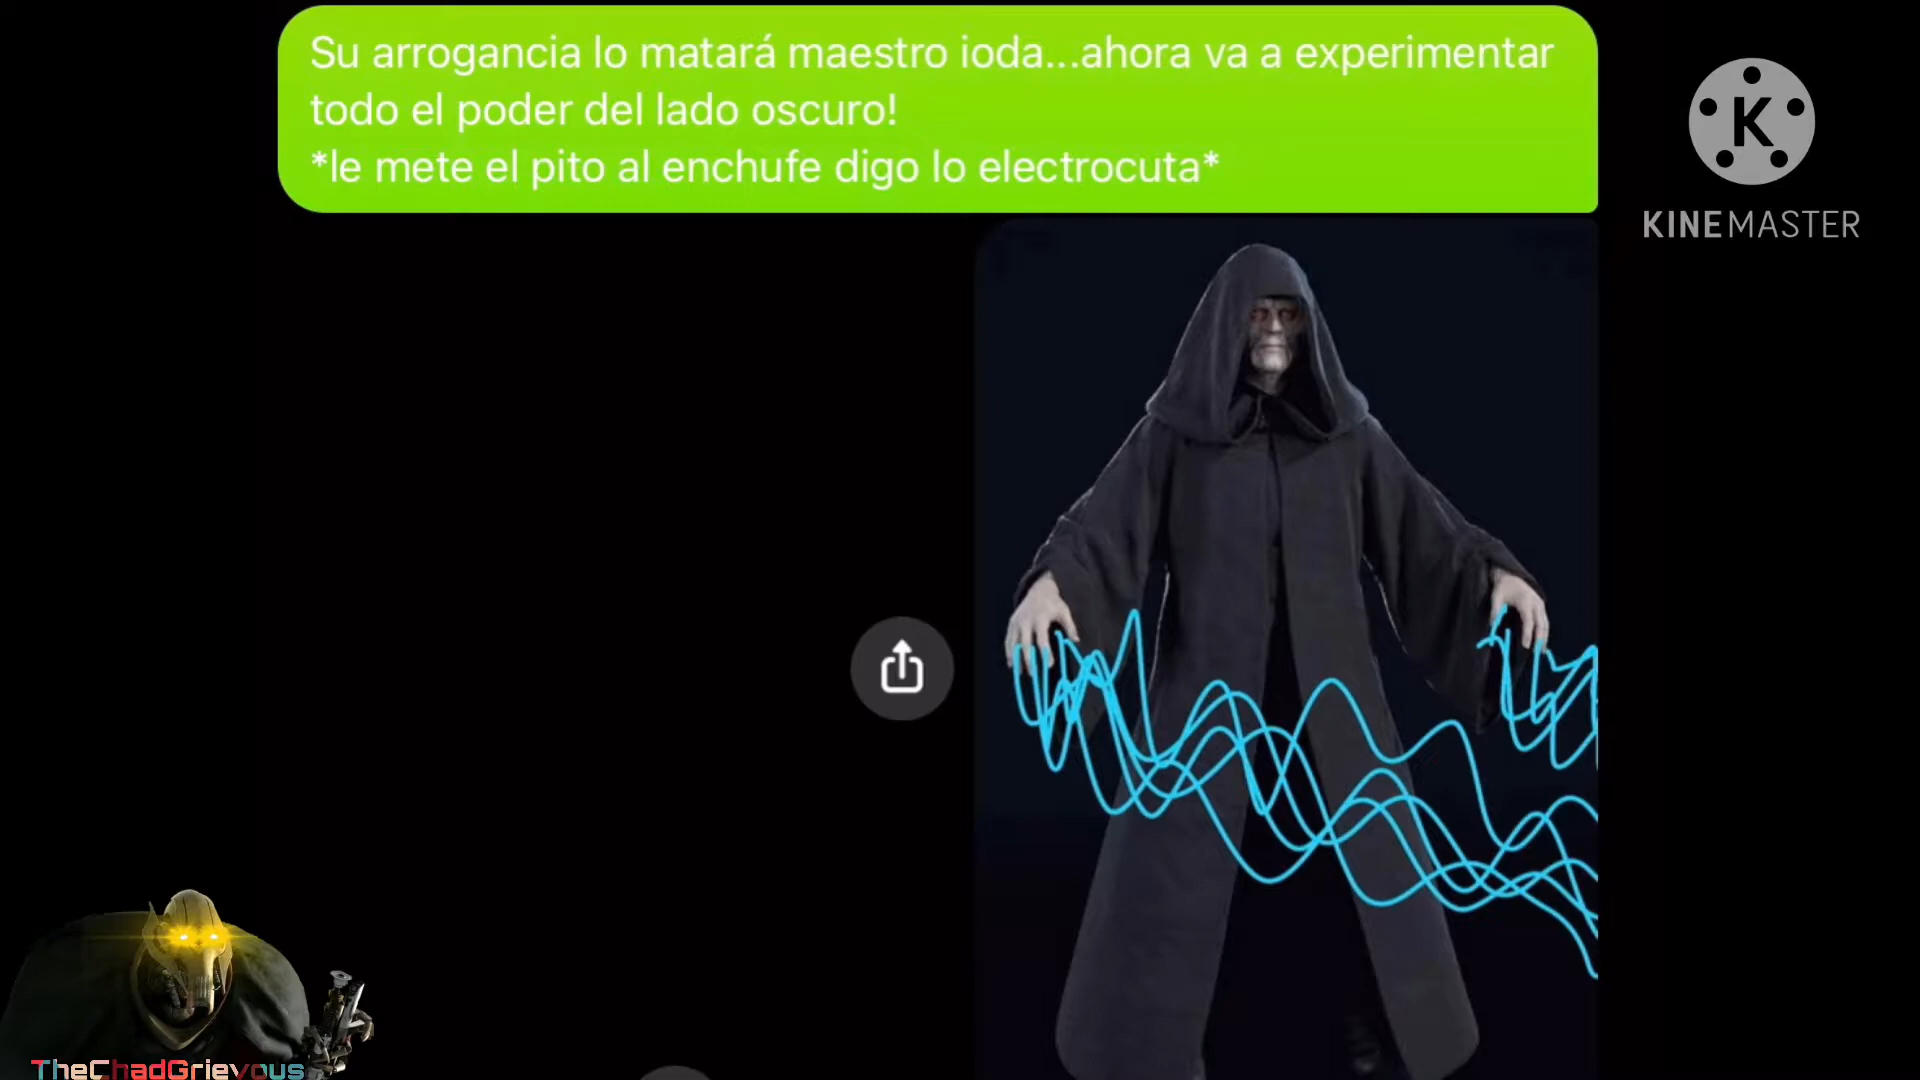 Su arrogancia lo matará maestro ioda...ahora va a experimentar
todo el poder del lado oscuro!
*le mete el pito al enchufe digo lo electrocuta*
K
KINEMASTER
TheChadGrievous